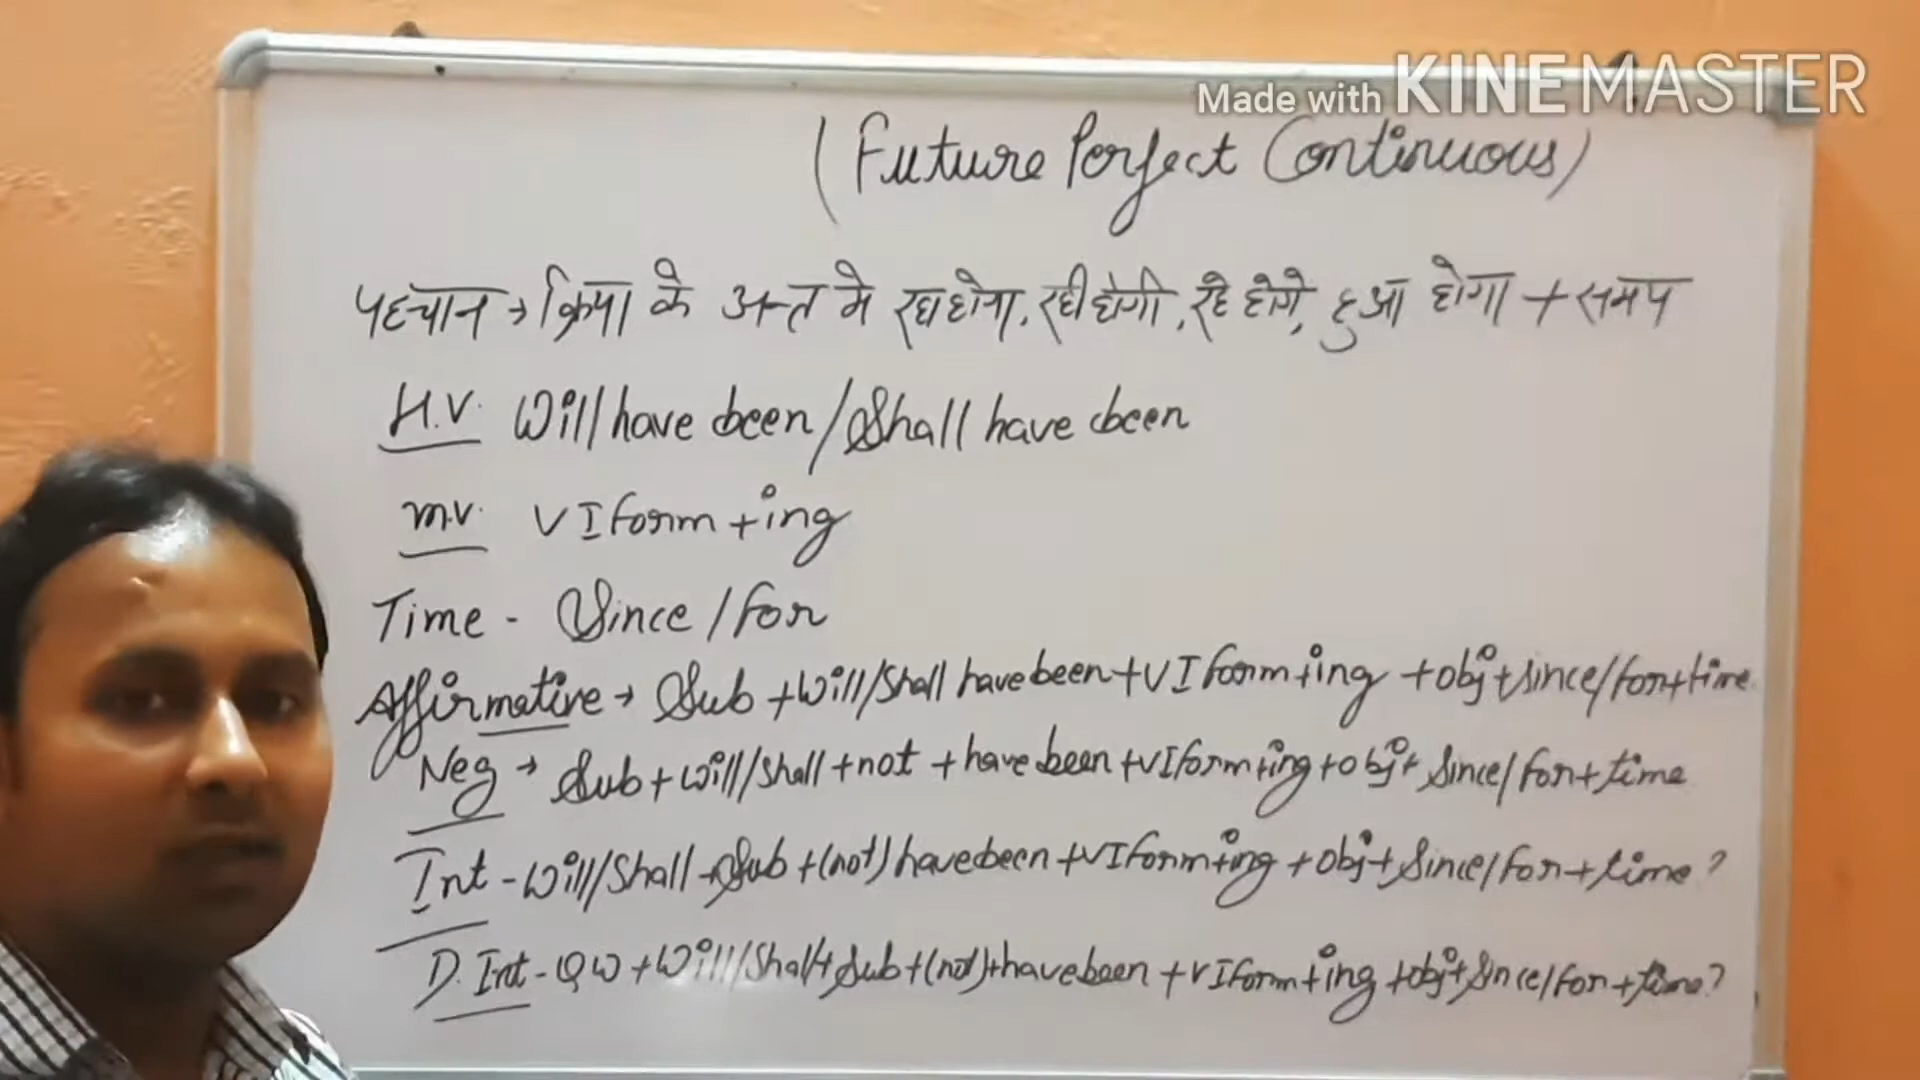 Made with KINEMASTER
(Future Perfect Continuous)
पहचान → क्रिया के अन्त मे रहा होगा, रही होगी, रहे होगे, हुआ होगा + समय
H.V. Will have been/Shall have been
m.v. V I form + ing
Time - Since / for
Affirmative → Sub + Will/Shall have been + V I form + ing + obj + since/for + time
Neg → Sub + Will/Shall + not + have been + V I form + ing + obj + Since/for + time
Int - Will/Shall + Sub + (not) have been + V I form + ing + Obj + Since/for + time?
D. Int - Q W + Will/Shall + Sub + (not) + have been + V I form + ing + obj + Since/for + time?